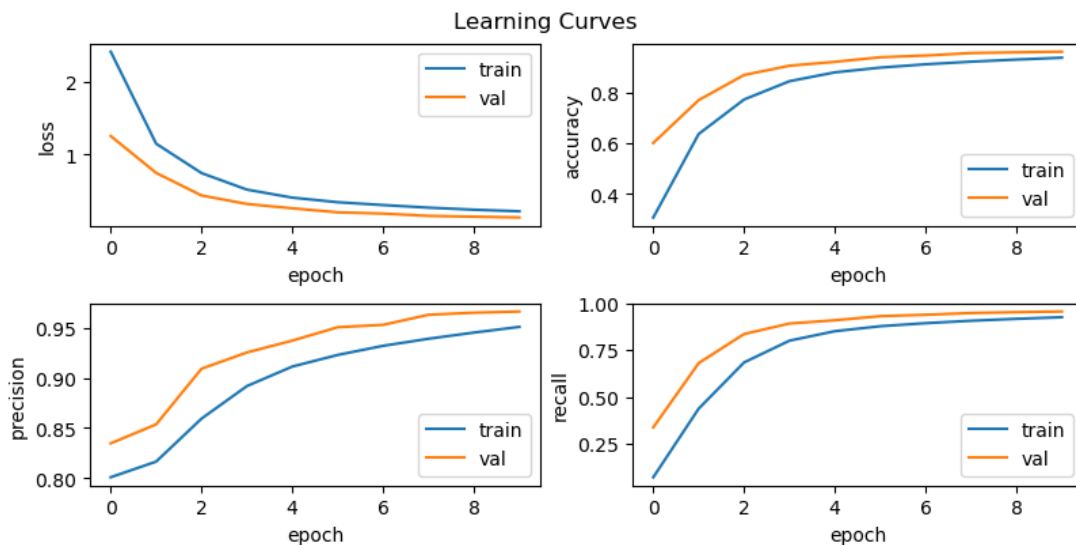 Learning Curves
2
1
loss
train
val
0 2 4 6 8
epoch
0.8
0.6
0.4
accuracy
train
val
0 2 4 6 8
epoch
0.95
0.90
0.85
0.80
precision
train
val
0 2 4 6 8
epoch
1.00
0.75
0.50
0.25
recall
train
val
0 2 4 6 8
epoch